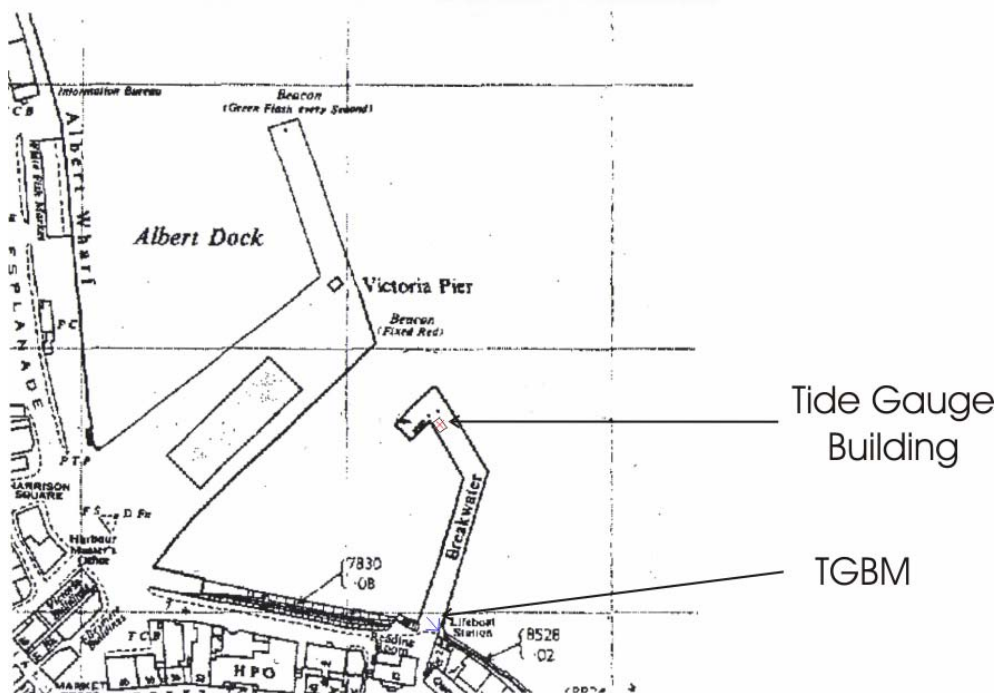 Information Bureau
C B
Albert Wharf
ESPLANADE
P C
Beacon
(Green Flash every Second)
Albert Dock
Victoria Pier
Beacon
(Fixed Red)
Tide Gauge
Building
P T P
HARRISON
SQUARE
F S
D Fn
Harbour
Master's
Office
Breakwater
7830
·08
TGBM
Lifeboat
Station
8528
·02
Reading
Room
T C B
H P O
MARKET